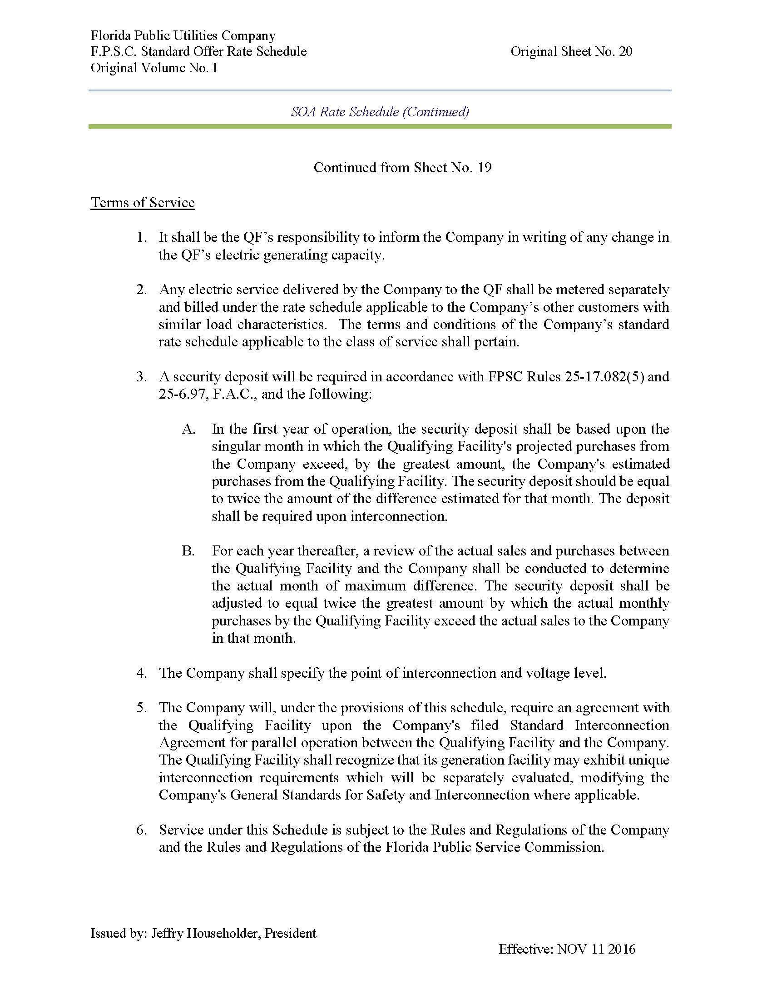 Florida Public Utilities Company
F.P.S.C. Standard Offer Rate Schedule
Original Sheet No. 20
Original Volume No. I
SOA Rate Schedule (Continued)
Continued from Sheet No. 19
Terms of Service
1. It shall be the QF’s responsibility to inform the Company in writing of any change in
the QF’s electric generating capacity.
2. Any electric service delivered by the Company to the QF shall be metered separately
and billed under the rate schedule applicable to the Company’s other customers with
similar load characteristics. The terms and conditions of the Company’s standard
rate schedule applicable to the class of service shall pertain.
3. A security deposit will be required in accordance with FPSC Rules 25-17.082(5) and
25-6.97, F.A.C., and the following:
A. In the first year of operation, the security deposit shall be based upon the
singular month in which the Qualifying Facility's projected purchases from
the Company exceed, by the greatest amount, the Company's estimated
purchases from the Qualifying Facility. The security deposit should be equal
to twice the amount of the difference estimated for that month. The deposit
shall be required upon interconnection.
B. For each year thereafter, a review of the actual sales and purchases between
the Qualifying Facility and the Company shall be conducted to determine
the actual month of maximum difference. The security deposit shall be
adjusted to equal twice the greatest amount by which the actual monthly
purchases by the Qualifying Facility exceed the actual sales to the Company
in that month.
4. The Company shall specify the point of interconnection and voltage level.
5. The Company will, under the provisions of this schedule, require an agreement with
the Qualifying Facility upon the Company's filed Standard Interconnection
Agreement for parallel operation between the Qualifying Facility and the Company.
The Qualifying Facility shall recognize that its generation facility may exhibit unique
interconnection requirements which will be separately evaluated, modifying the
Company's General Standards for Safety and Interconnection where applicable.
6. Service under this Schedule is subject to the Rules and Regulations of the Company
and the Rules and Regulations of the Florida Public Service Commission.
Issued by: Jeffry Householder, President
Effective: NOV 11 2016